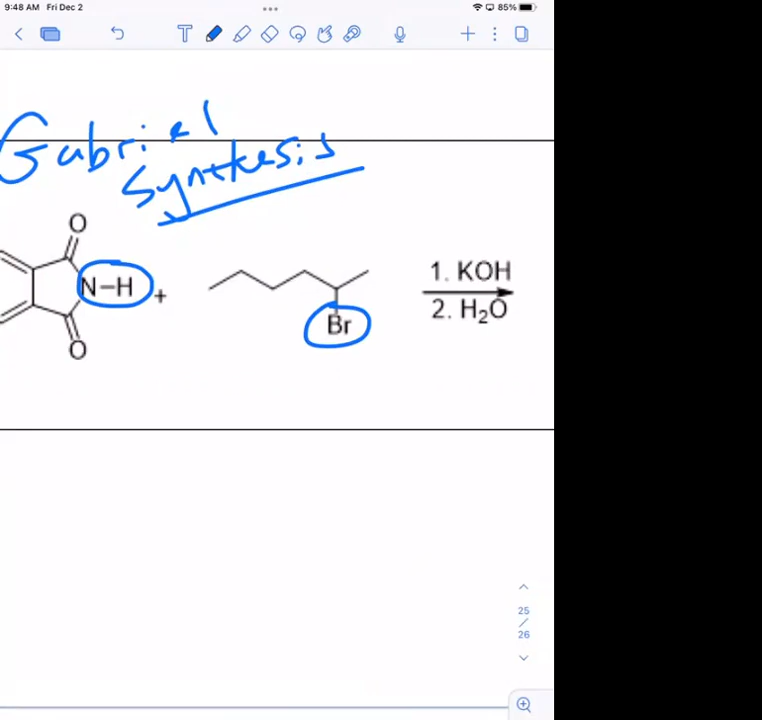 9:48 AM Fri Dec 2
85%
T
Gabriel
Synthesis
O
N-H
+
O
Br
1. KOH
2. H₂O
25
/
26